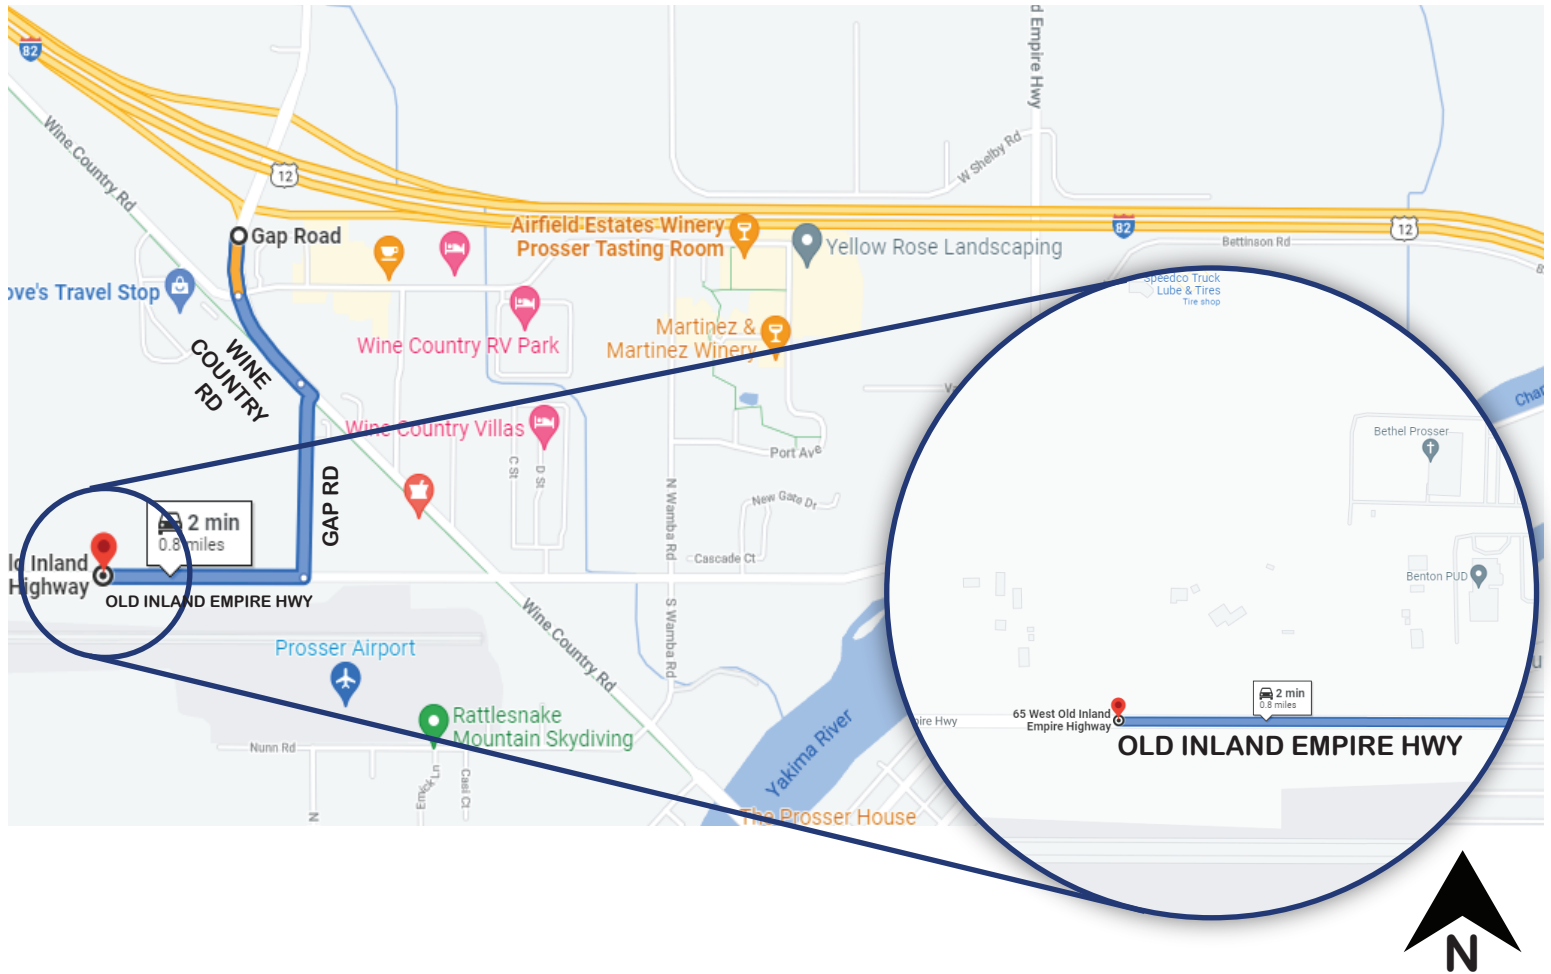 82
d Empire Hwy
Wine Country Rd
12
W Shelby Rd
Gap Road
Airfield Estates Winery
Prosser Tasting Room
Yellow Rose Landscaping
82
12
Bettinson Rd
ove's Travel Stop
Speedco Truck
Lube & Tires
Tire shop
WINE
COUNTRY
RD
Wine Country RV Park
Martinez &
Martinez Winery
Wine Country Villas
Port Ave
C St
D St
N Wamba Rd
New Gate Dr
Cascade Ct
GAP RD
2 min
0.8 miles
ld Inland
Highway
OLD INLAND EMPIRE HWY
Wine Country Rd
S Wamba Rd
Prosser Airport
Rattlesnake
Mountain Skydiving
Nunn Rd
Emick Ln
Casi Ct
N
Yakima River
The Prosser House
Bethel Prosser
Benton PUD
2 min
0.8 miles
65 West Old Inland
Empire Highway
pire Hwy
OLD INLAND EMPIRE HWY
N